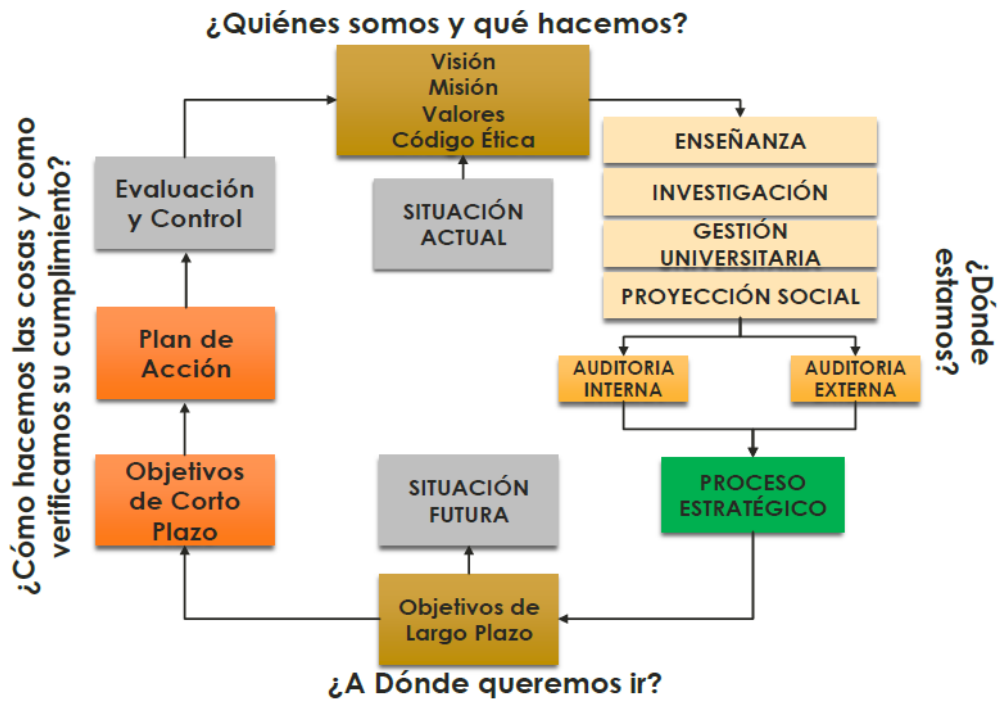 ¿Quiénes somos y qué hacemos?
Visión
Misión
Valores
Código Ética
SITUACIÓN
ACTUAL
ENSEÑANZA
INVESTIGACIÓN
GESTIÓN
UNIVERSITARIA
PROYECCIÓN SOCIAL
¿Dónde
estamos?
AUDITORIA
INTERNA
AUDITORIA
EXTERNA
PROCESO
ESTRATÉGICO
Objetivos de
Largo Plazo
SITUACIÓN
FUTURA
¿A Dónde queremos ir?
Objetivos
de Corto
Plazo
Plan de
Acción
Evaluación
y Control
¿Cómo hacemos las cosas y como
verificamos su cumplimiento?